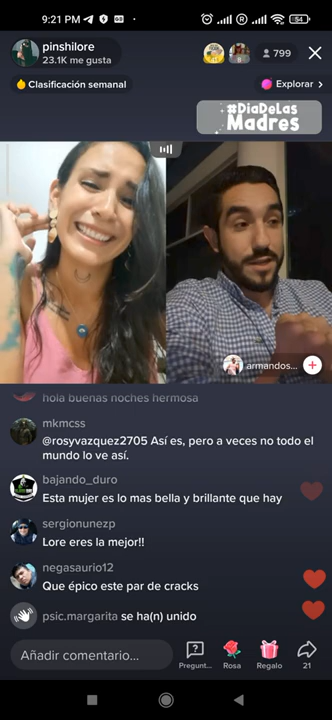 9:21 PM
54
pinshilore
23.1K me gusta
799
Clasificación semanal
Explorar >
#DiaDeLas
Madres
armandos...
hola buenas noches hermosa
mkmcss
@rosyvazquez2705 Así es, pero a veces no todo el
mundo lo ve así.
bajando_duro
Esta mujer es lo mas bella y brillante que hay
sergionunezp
Lore eres la mejor!!
negasaurio12
Que épico este par de cracks
psic.margarita se ha(n) unido
Añadir comentario...
Pregunt...
Rosa
Regalo
21